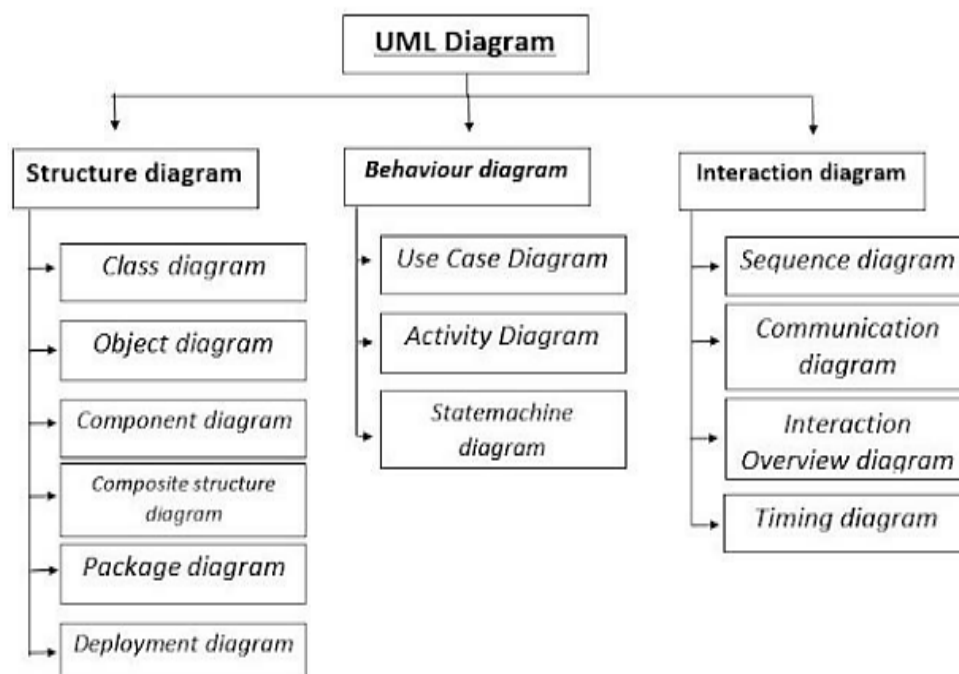 UML Diagram
Structure diagram
Class diagram
Object diagram
Component diagram
Composite structure
diagram
Package diagram
Deployment diagram
Behaviour diagram
Use Case Diagram
Activity Diagram
Statemachine
diagram
Interaction diagram
Sequence diagram
Communication
diagram
Interaction
Overview diagram
Timing diagram